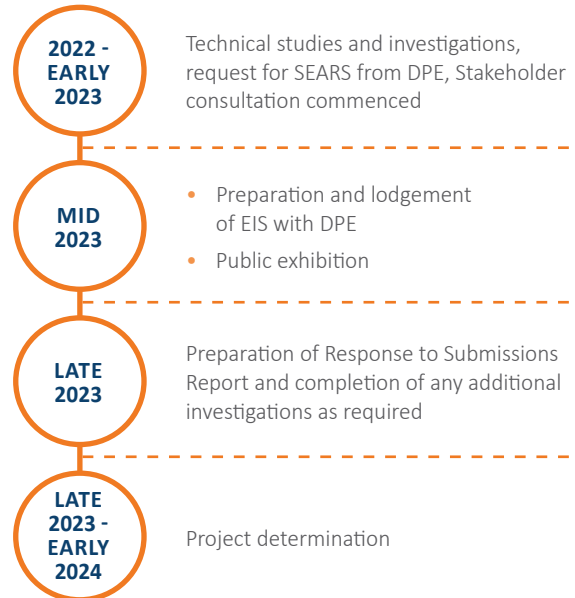 2022 -
EARLY
2023
Technical studies and investigations,
request for SEARS from DPE, Stakeholder
consultation commenced
MID
2023
• Preparation and lodgement
of EIS with DPE
• Public exhibition
LATE
2023
Preparation of Response to Submissions
Report and completion of any additional
investigations as required
LATE
2023 -
EARLY
2024
Project determination